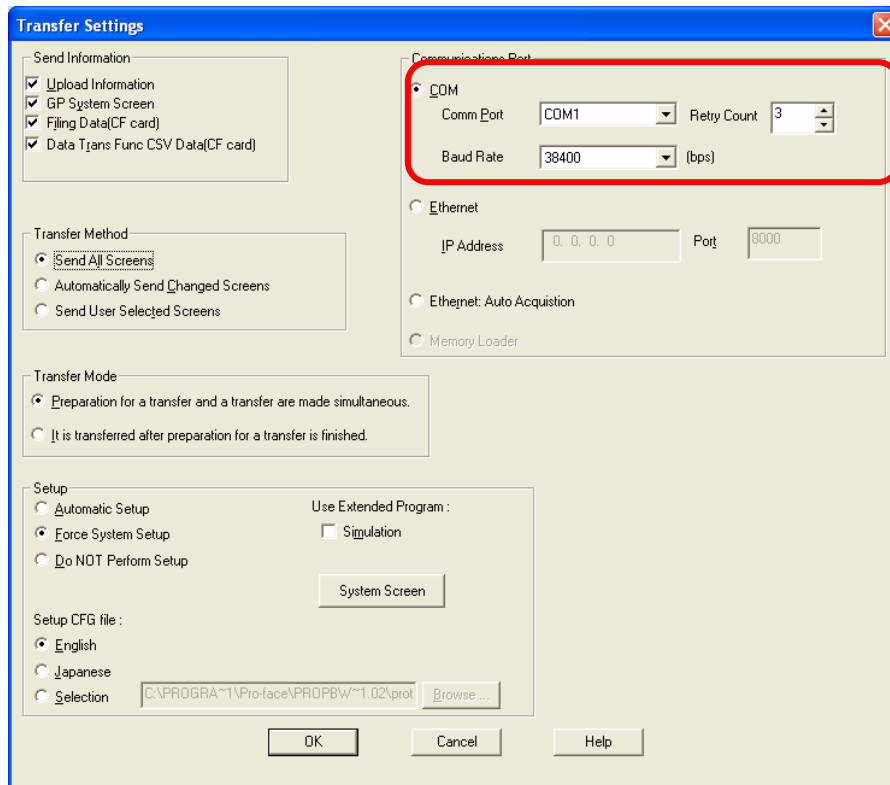 Transfer Settings
Send Information
Upload Information
GP System Screen
Filing Data(CF card)
Data Trans Func CSV Data(CF card)
Communications Port
COM
Comm Port COM1 Retry Count 3
Baud Rate 38400 (bps)
Ethernet
IP Address 0. 0. 0. 0 Port 8000
Ethernet: Auto Acquistion
Memory Loader
Transfer Method
Send All Screens
Automatically Send Changed Screens
Send User Selected Screens
Transfer Mode
Preparation for a transfer and a transfer are made simultaneous.
It is transferred after preparation for a transfer is finished.
Setup
Automatic Setup
Force System Setup
Do NOT Perform Setup
Use Extended Program :
Simulation
System Screen
Setup CFG file :
English
Japanese
Selection C:\PROGRA~1\Pro-face\PROPBW~1.02\prot Browse ...
OK Cancel Help